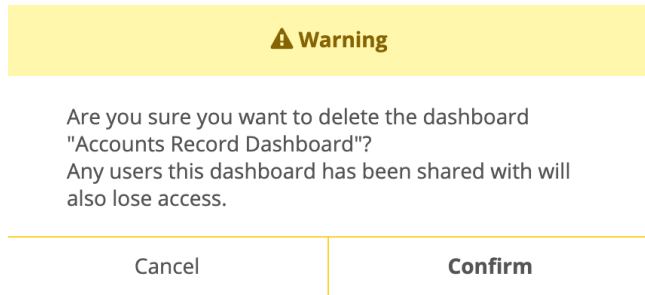 Warning
Are you sure you want to delete the dashboard
"Accounts Record Dashboard"?
Any users this dashboard has been shared with will
also lose access.
Cancel
Confirm